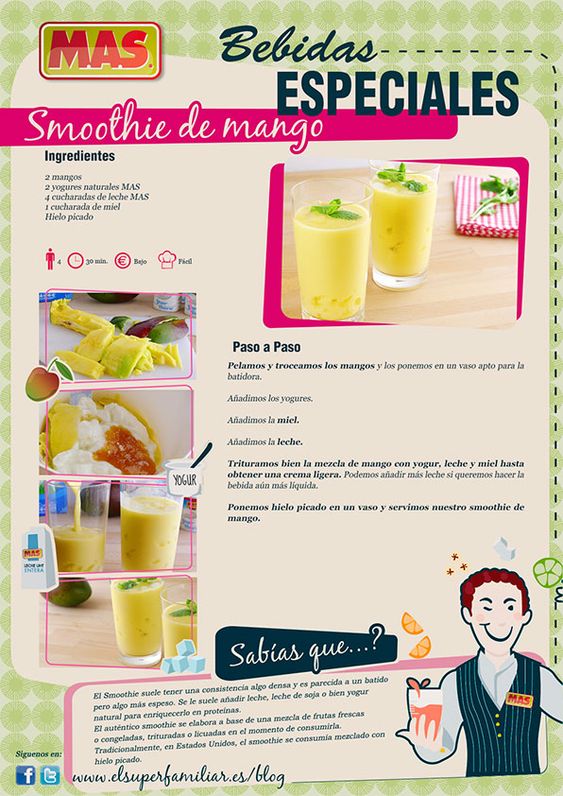 MAS
Bebidas
ESPECIALES
Smoothie de mango
Ingredientes
2 mangos
2 yogures naturales MAS
4 cucharadas de leche MAS
1 cucharada de miel
Hielo picado
4 30 min. € Bajo Fácil
Paso a Paso
Pelamos y troceamos los mangos y los ponemos en un vaso apto para la
batidora.
Añadimos los yogures.
Añadimos la miel.
Añadimos la leche.
Trituramos bien la mezcla de mango con yogur, leche y miel hasta
obtener una crema ligera. Podemos añadir más leche si queremos hacer la
bebida aún más líquida.
Ponemos hielo picado en un vaso y servimos nuestro smoothie de
mango.
YOGUR
MAS
LECHE UHT
ENTERA
Sabías que...?
MAS
El Smoothie suele tener una consistencia algo densa y es parecida a un batido
pero algo más espeso. Se le suele añadir leche, leche de soja o bien yogur
natural para enriquecerlo en proteínas.
El auténtico smoothie se elabora a base de una mezcla de frutas frescas
o congeladas, trituradas o licuadas en el momento de consumirla.
Tradicionalmente, en Estados Unidos, el smoothie se consumía mezclado con
hielo picado.
Síguenos en:
www.elsuperfamiliar.es/blog